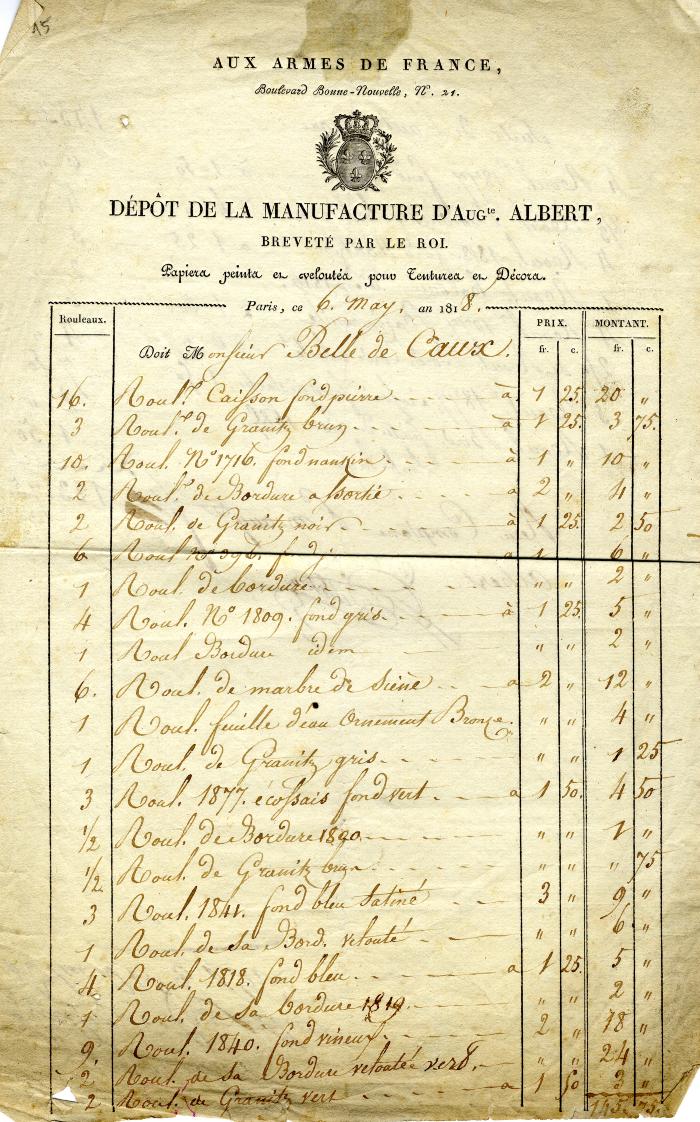 15
AUX ARMES DE FRANCE,
Boulevard Bonne-Nouvelle, N°. 21.
DÉPÔT DE LA MANUFACTURE D'AUGte. ALBERT,
BREVETÉ PAR LE ROI.
Papiers peints et veloutés pour Tentures et Décors.
Paris, ce 6. May. an 1818.
Rouleaux. PRIX. MONTANT.
fr. c. fr. c.
Doit Monsieur Belle de Caux.
16. Roul.x Caisson fond pierre à 1 25. 20 "
3 Roul.x de Granitz brun à 1 25. 3 75.
10. Roul. N° 1716. fond nankin à 1 " 10 "
2 Roul.x de Bordure assortie a 2 " 4 "
2 Roul. de Granitz noir à 1 25. 2 50
6 Roul N° 396. 1 " 6 "
1 Roul. de bordure " " 2 "
4 Roul. N° 1809. fond gris à 1 25. 5 "
1 Roul Bordure idem " " 2 "
6. Roul. de marbre de Siene a 2 " 12 "
1 Roul. feuille d'eau Ornement Bronze. " " 4 "
1 Roul. de Granitz gris " " 1 25
3 Roul. 1877. ecossais fond vert a 1 50. 4 50
1/2 Roul. de Bordure 1890 " " 1 "
1/2 Roul. de Granitz brun " " " 75
3 Roul. 1841. fond bleu Satiné 3 " 9 "
1 Roul. de sa Bord. velouté " " 6 "
4 Roul. 1818. fond bleu a 1 25. 5 "
1 Roul. de sa bordure 1819 " " 2 "
9. Roul. 1840. fond vineux 2 " 18 "
2 Roul. de sa Bordure veloutée " " 24 "
2 Roul. de Granitz vert a 1 50 3 "
145. 75.